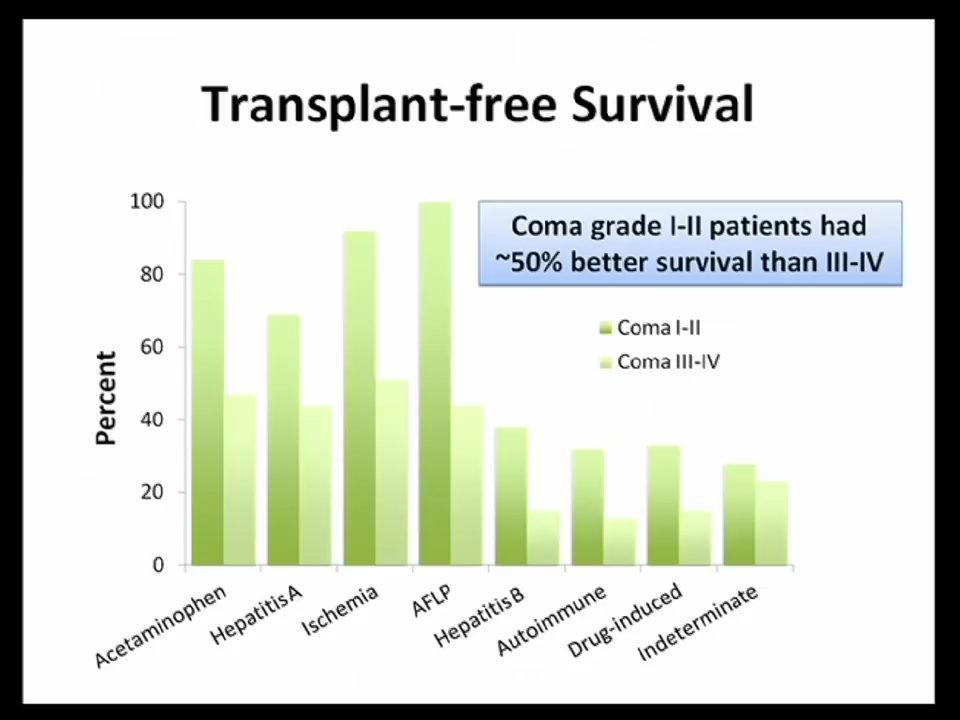 Transplant-free Survival
Coma grade I-II patients had
~50% better survival than III-IV
Coma I-II
Coma III-IV
Percent
100
80
60
40
20
0
Acetaminophen
Hepatitis A
Ischemia
AFLP
Hepatitis B
Autoimmune
Drug-induced
Indeterminate